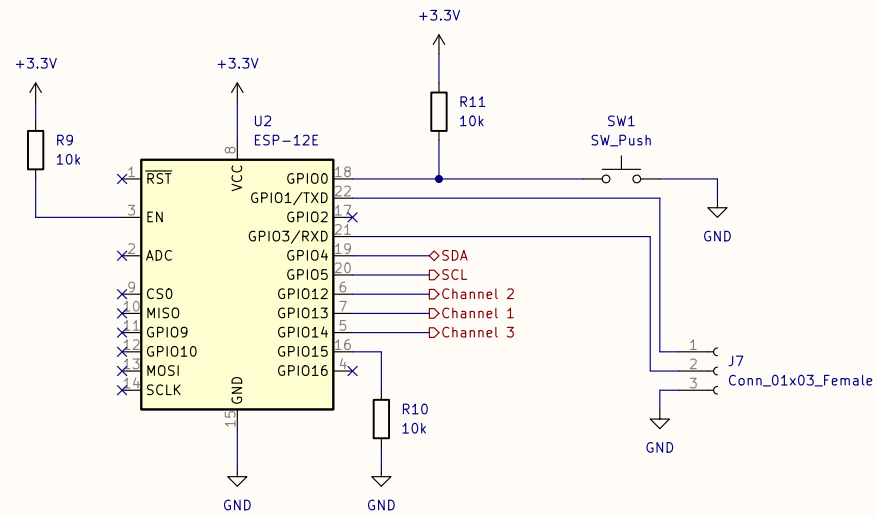 +3.3V
+3.3V
+3.3V
R11
10k
SW1
SW_Push
GND
R9
10k
U2
ESP-12E
8
VCC
1 RST
3 EN
2 ADC
9 CS0
10 MISO
11 GPIO9
12 GPIO10
13 MOSI
14 SCLK
GND
15
GPIO0 18
GPIO1/TXD 22
GPIO2 17
GPIO3/RXD 21
GPIO4 19 SDA
GPIO5 20 SCL
GPIO12 6 Channel 2
GPIO13 7 Channel 1
GPIO14 5 Channel 3
GPIO15 16
GPIO16 4
1
2
3
J7
Conn_01x03_Female
GND
R10
10k
GND
GND